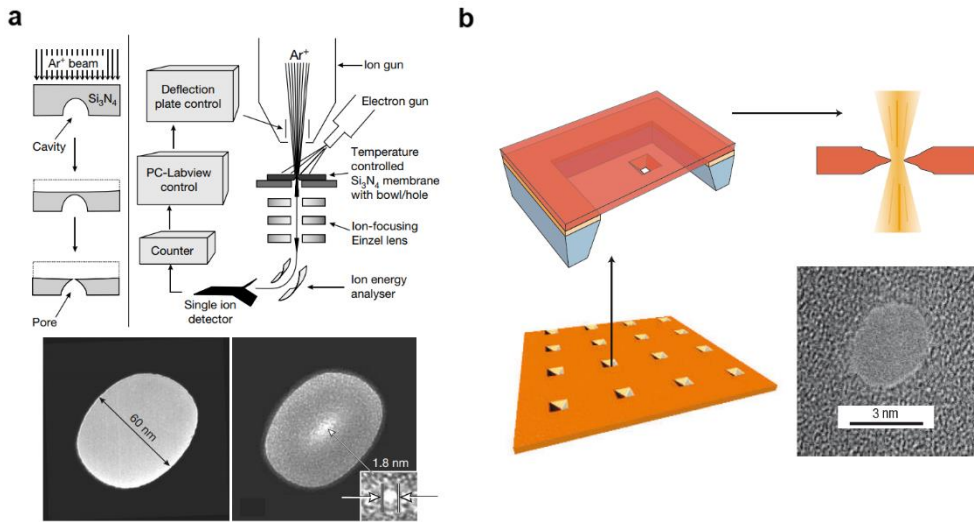 a
Ar+ beam
Si3N4
Cavity
Pore
Deflection
plate control
PC-Labview
control
Counter
Single ion
detector
Ar+
Ion gun
Electron gun
Temperature
controlled
Si3N4 membrane
with bowl/hole
Ion-focusing
Einzel lens
Ion energy
analyser
60 nm
1.8 nm
b
3 nm